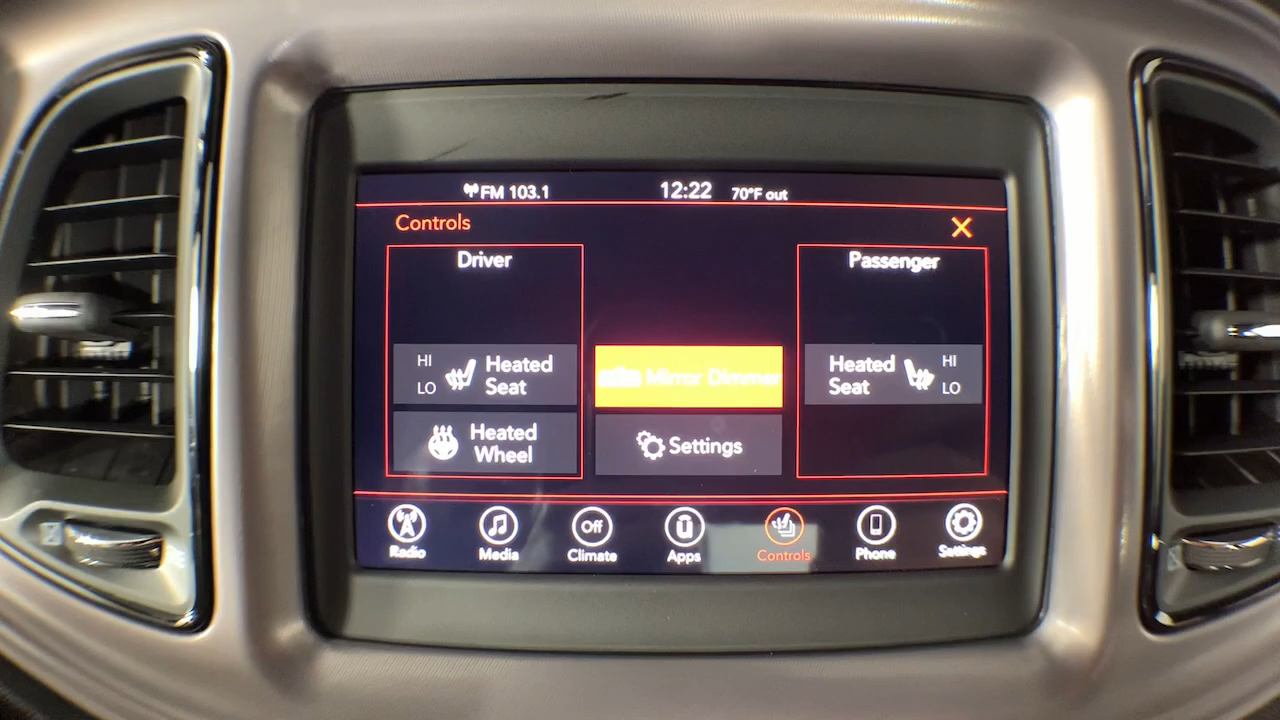 FM 103.1 12:22 70°F out
Controls X
Driver
Passenger
HI
LO
Heated
Seat
Mirror Dimmer
Heated
Seat
HI
LO
Heated
Wheel
Settings
Off
Radio Media Climate Apps Controls Phone Settings